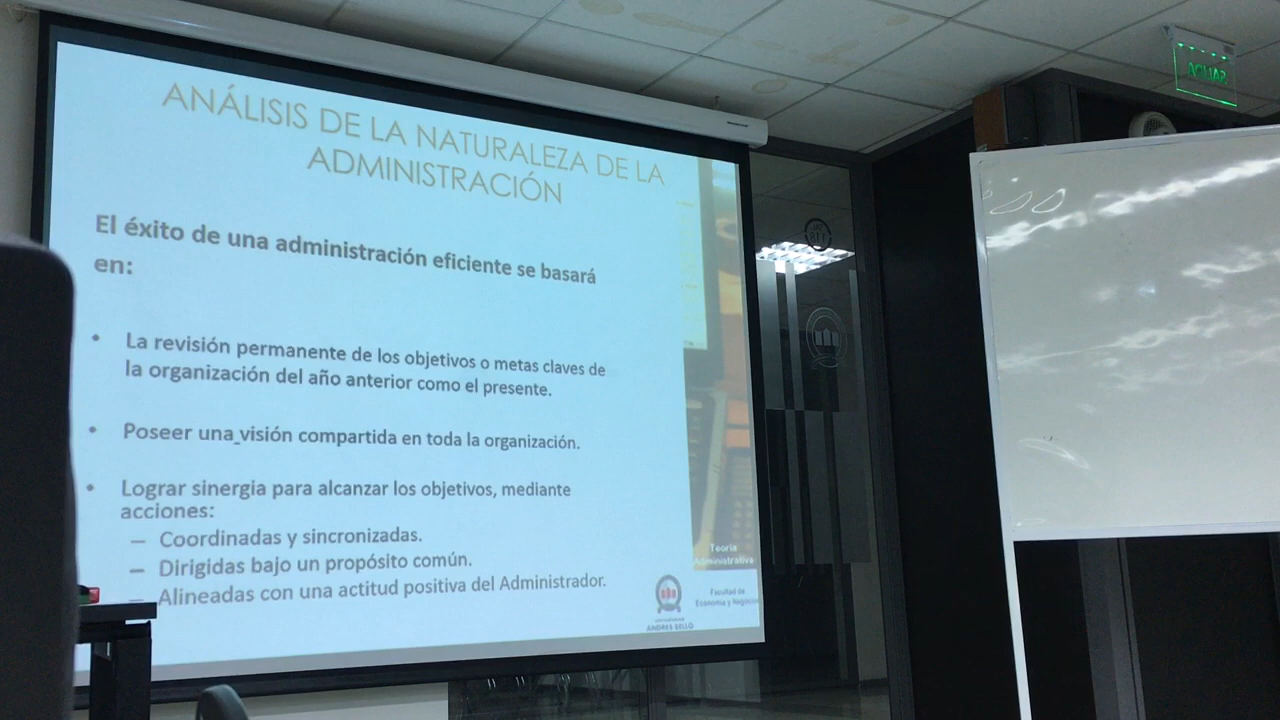 ANÁLISIS DE LA NATURALEZA DE LA
ADMINISTRACIÓN
El éxito de una administración eficiente se basará
en:
• La revisión permanente de los objetivos o metas claves de
la organización del año anterior como el presente.
• Poseer una_visión compartida en toda la organización.
• Lograr sinergia para alcanzar los objetivos, mediante
acciones:
– Coordinadas y sincronizadas.
– Dirigidas bajo un propósito común.
– Alineadas con una actitud positiva del Administrador.
Teoría
Administrativa
Facultad de
Economía y Negocios
ANDRES BELLO
SALIDA